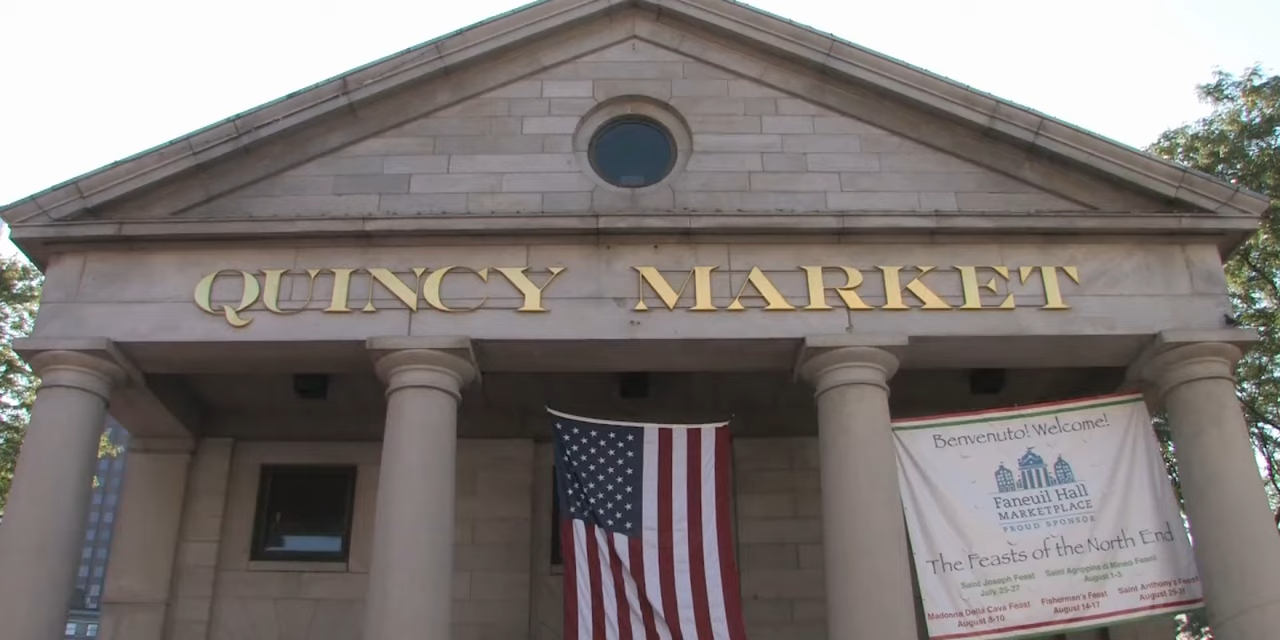 QUINCY MARKET
Benvenuto! Welcome!
Faneuil Hall
MARKETPLACE
PROUD SPONSOR
The Feasts of the North End
Saint Joseph Feast Saint Agrippina di Mineo Feast
July 25-27 August 1-3
Madonna Della Cava Feast Fisherman's Feast Saint Anthony's Feast
August 8-10 August 14-17 August 29-31